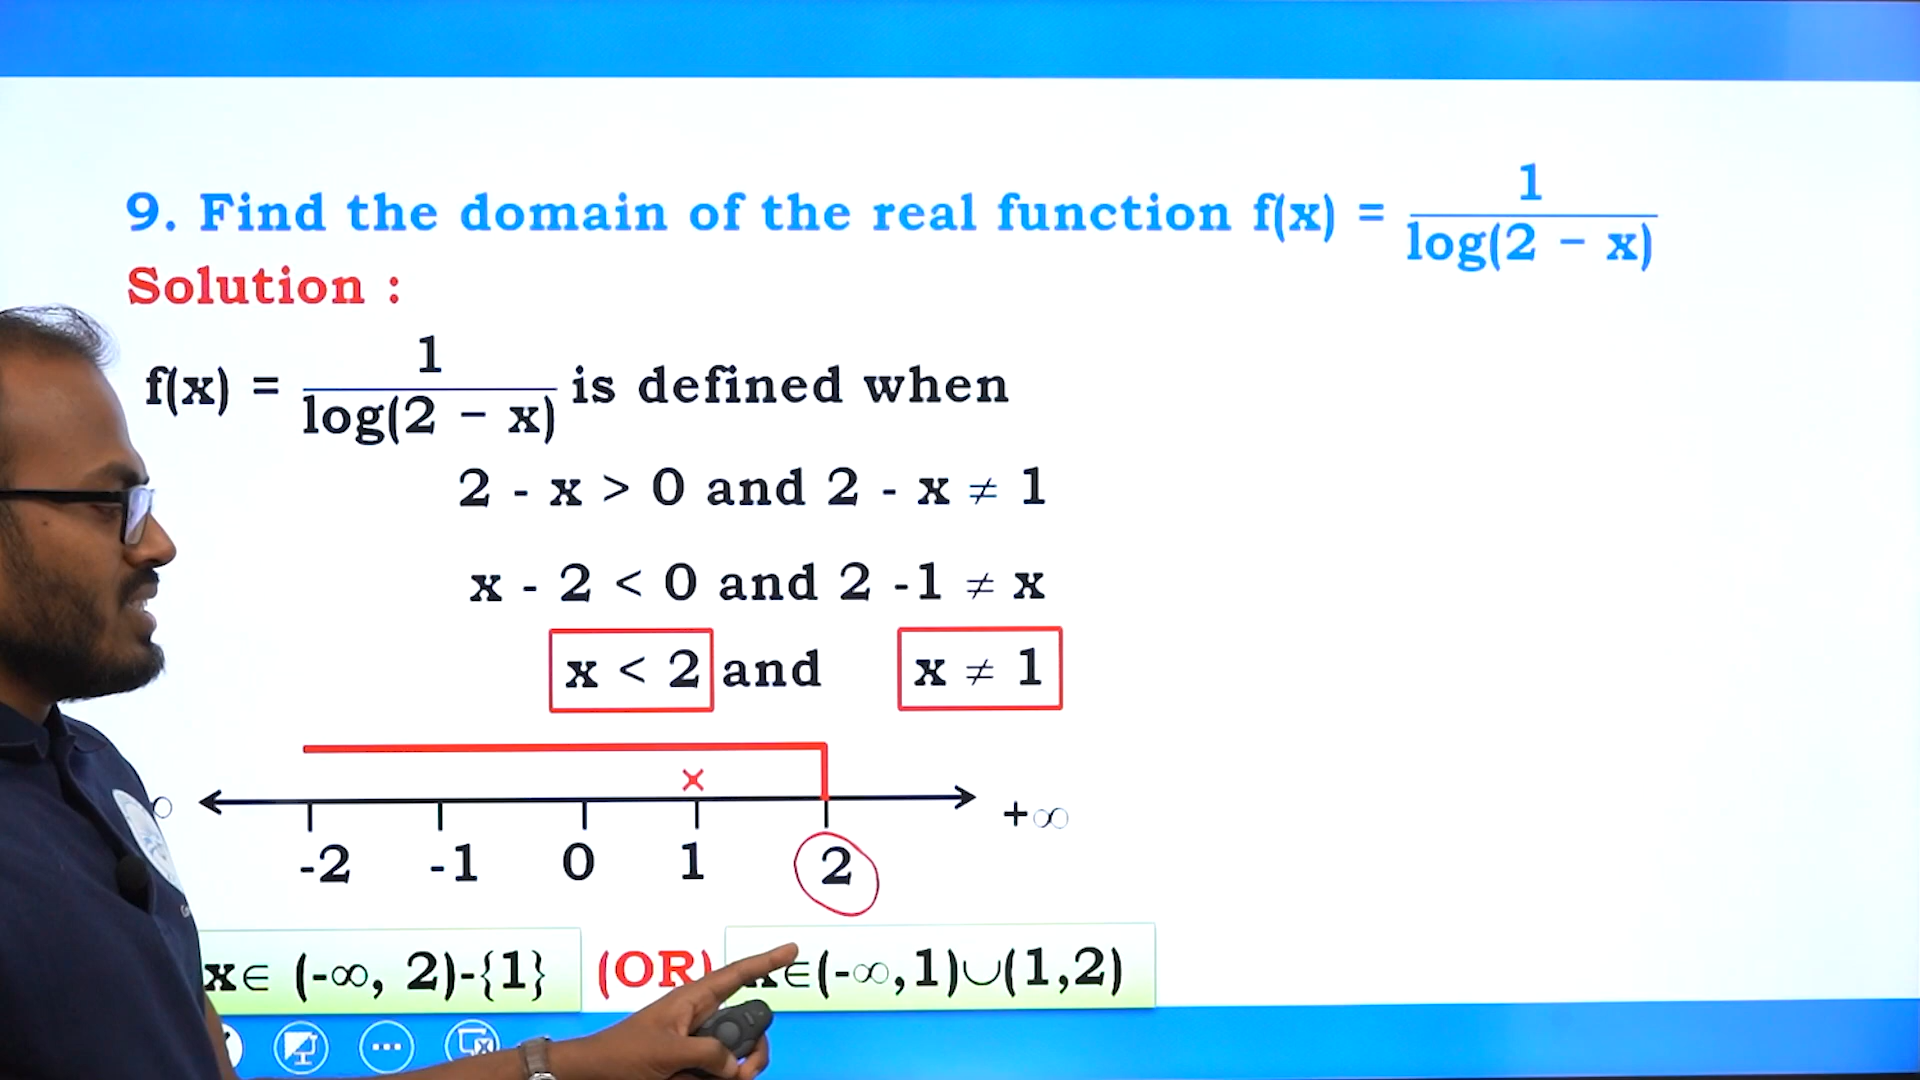 9. Find the domain of the real function f(x) = 1 / log(2 − x)
Solution :
f(x) = 1 / log(2 − x) is defined when
2 - x > 0 and 2 - x ≠ 1
x - 2 < 0 and 2 -1 ≠ x
x < 2 and x ≠ 1
×
∞ +∞
-2 -1 0 1 2
x∈ (-∞, 2)-{1} (OR) x∈(-∞,1)∪(1,2)